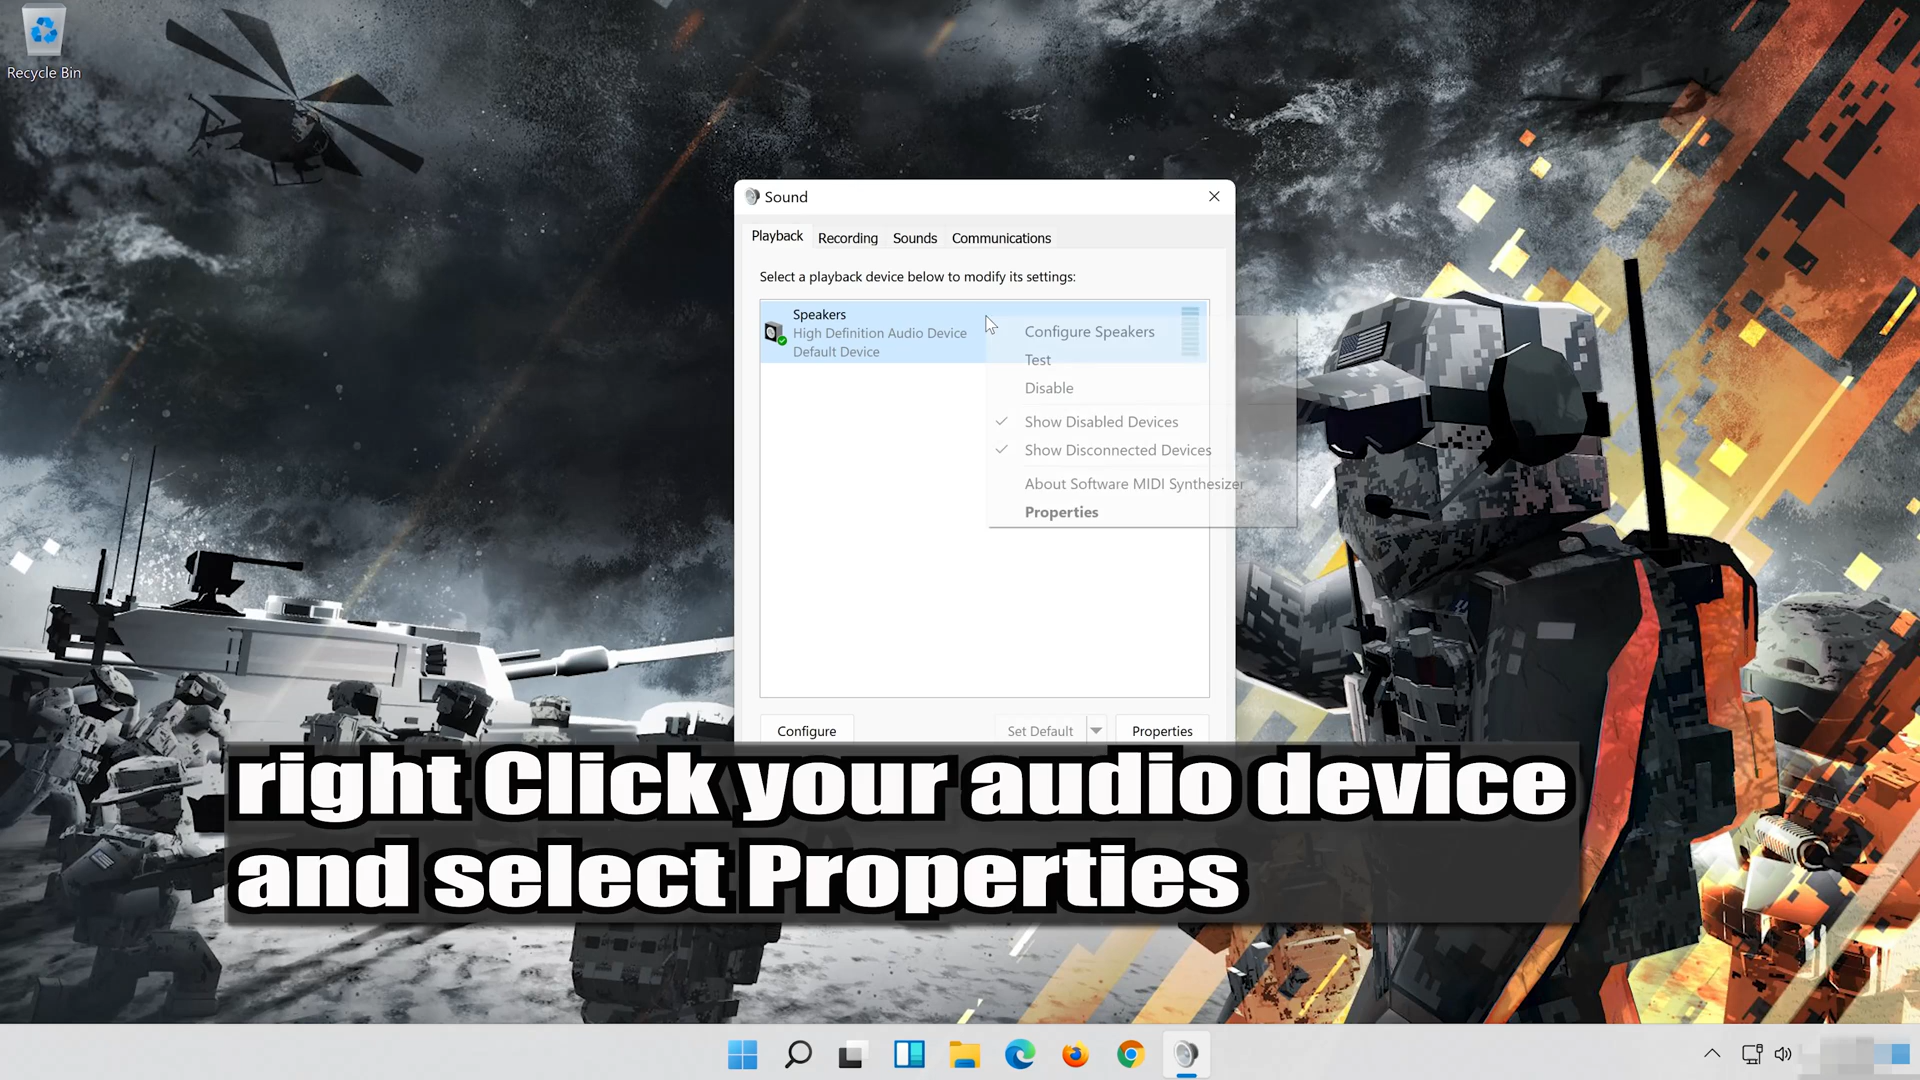 Recycle Bin
Sound
Playback
Recording
Sounds
Communications
Select a playback device below to modify its settings:
Speakers
High Definition Audio Device
Default Device
Configure Speakers
Test
Disable
Show Disabled Devices
Show Disconnected Devices
About Software MIDI Synthesizer
Properties
Configure
Set Default
Properties
right Click your audio device
and select Properties